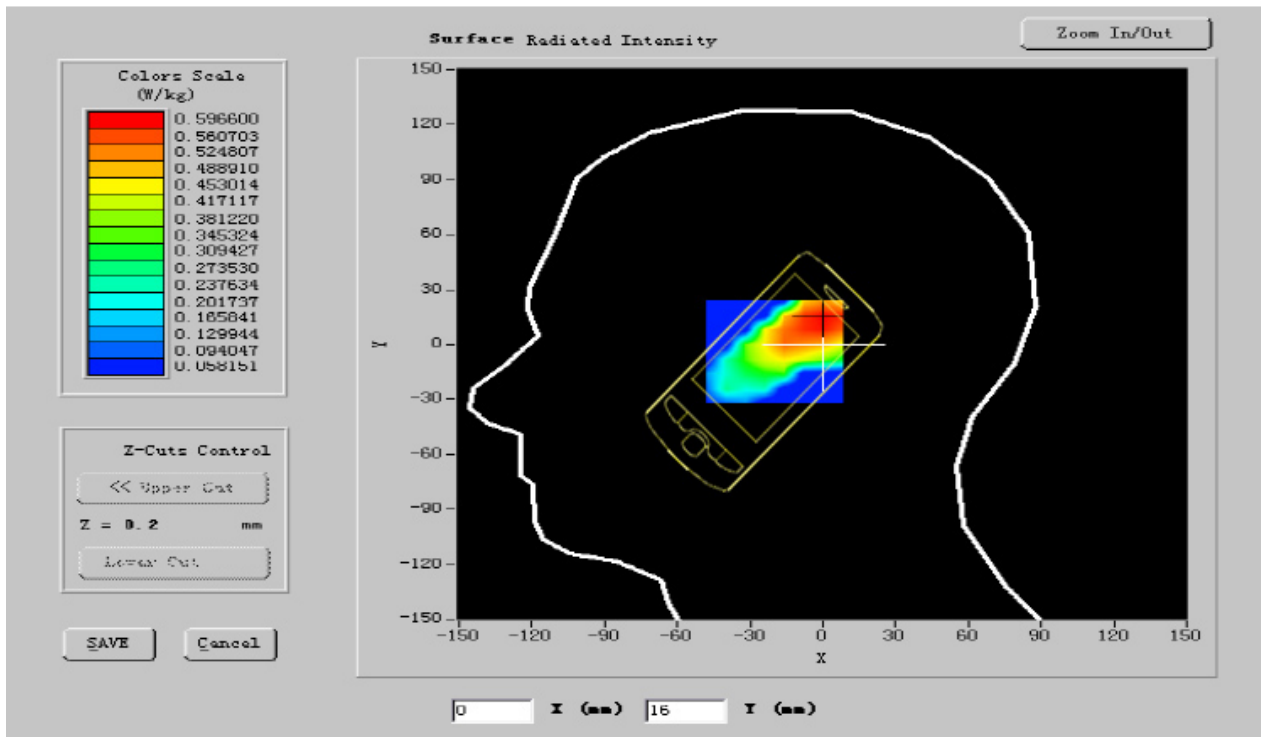 Surface Radiated Intensity
Zoom In/Out
Colors Scale
(W/kg)
0.596600
0.560703
0.524807
0.488910
0.453014
0.417117
0.381220
0.345324
0.309427
0.273530
0.237634
0.201737
0.165841
0.129944
0.094047
0.058151
Z-Cuts Control
<< Upper Cut
Z = 0.2 mm
Lower Cut
SAVE
Cancel
150
120
90
60
30
0
-30
-60
-90
-120
-150
Y
-150 -120 -90 -60 -30 0 30 60 90 120 150
X
0 X (mm) 16 Y (mm)